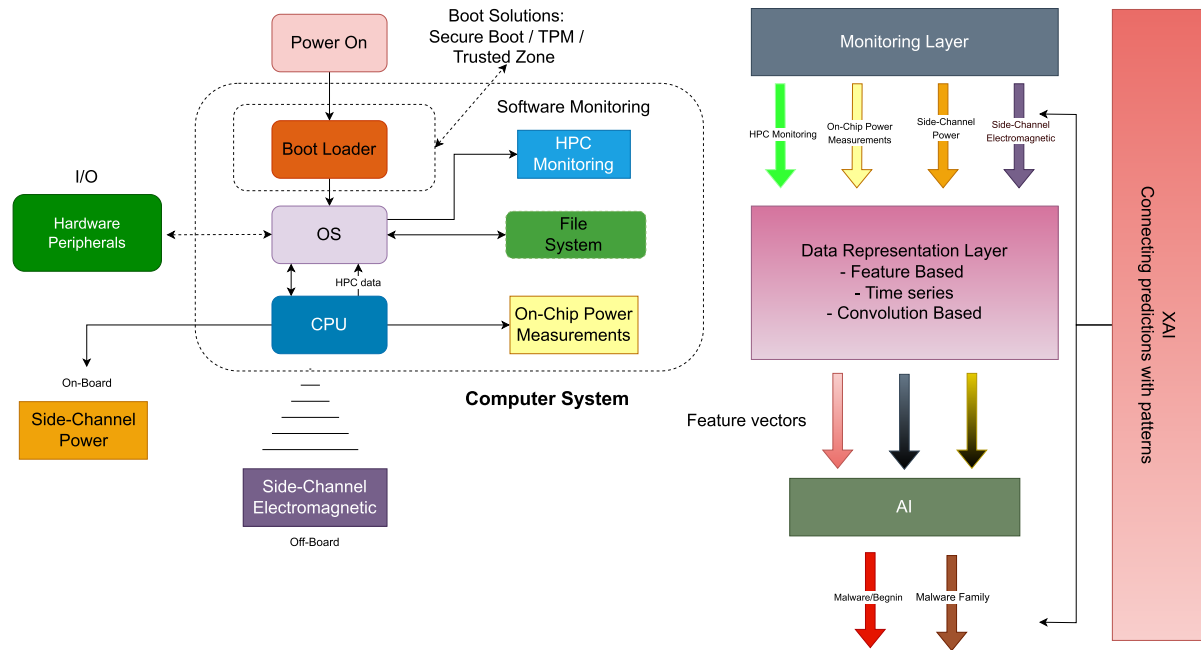 Power On
Boot Solutions:
Secure Boot / TPM /
Trusted Zone
Software Monitoring
Boot Loader
HPC
Monitoring
I/O
Hardware
Peripherals
OS
File
System
HPC data
CPU
On-Chip Power
Measurements
On-Board
Side-Channel
Power
Computer System
Side-Channel
Electromagnetic
Off-Board
Monitoring Layer
HPC Monitoring
On-Chip Power
Measurements
Side-Channel
Power
Side-Channel
Electromagnetic
Data Representation Layer
- Feature Based
- Time series
- Convolution Based
Feature vectors
AI
Malware/Begnin
Malware Family
XAI
Connecting predictions with patterns